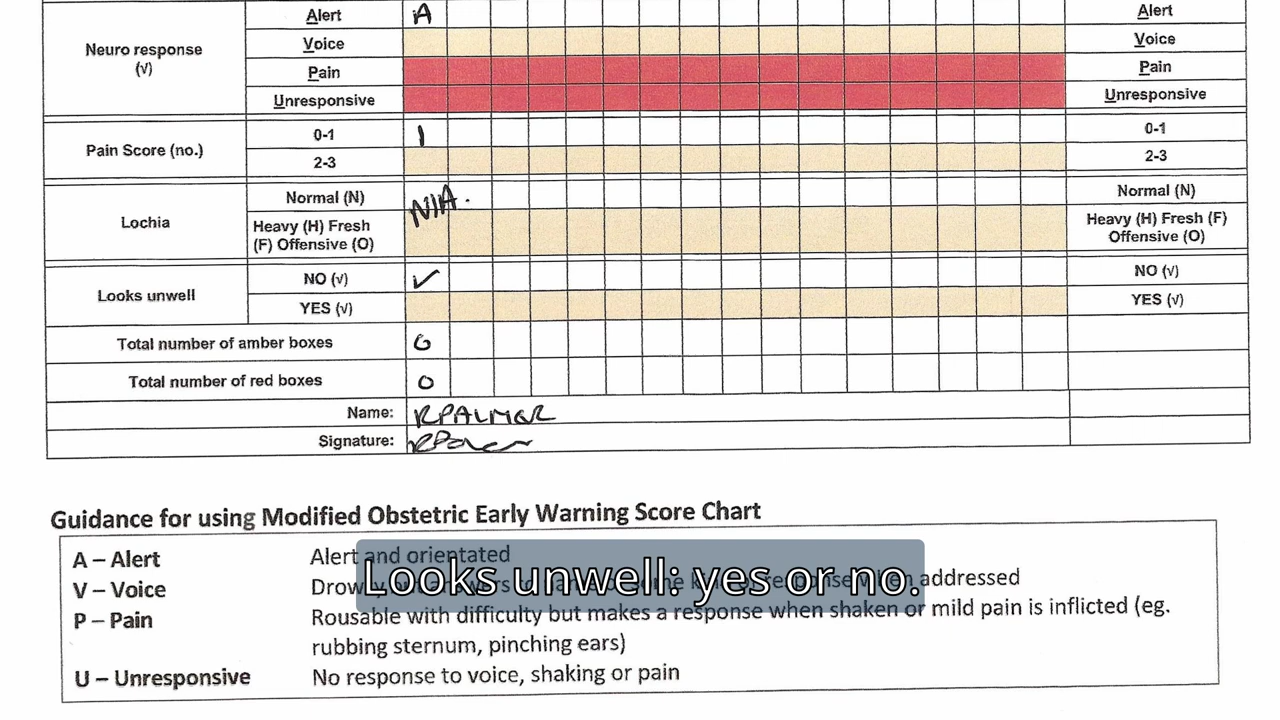 Neuro response
(√)
Alert
A
Alert
Voice
Voice
Pain
Pain
Unresponsive
Unresponsive
Pain Score (no.)
0-1
1
0-1
2-3
2-3
Lochia
Normal (N)
N/A.
Normal (N)
Heavy (H) Fresh
(F) Offensive (O)
Heavy (H) Fresh (F)
Offensive (O)
Looks unwell
NO (√)
✓
NO (√)
YES (√)
YES (√)
Total number of amber boxes
0
Total number of red boxes
0
Name:
R PALMER
Signature:
Guidance for using Modified Obstetric Early Warning Score Chart
A – Alert
Alert and orientated
V – Voice
addressed
P – Pain
Rousable with difficulty but makes a response when shaken or mild pain is inflicted (eg.
rubbing sternum, pinching ears)
U – Unresponsive
No response to voice, shaking or pain
Looks unwell: yes or no.